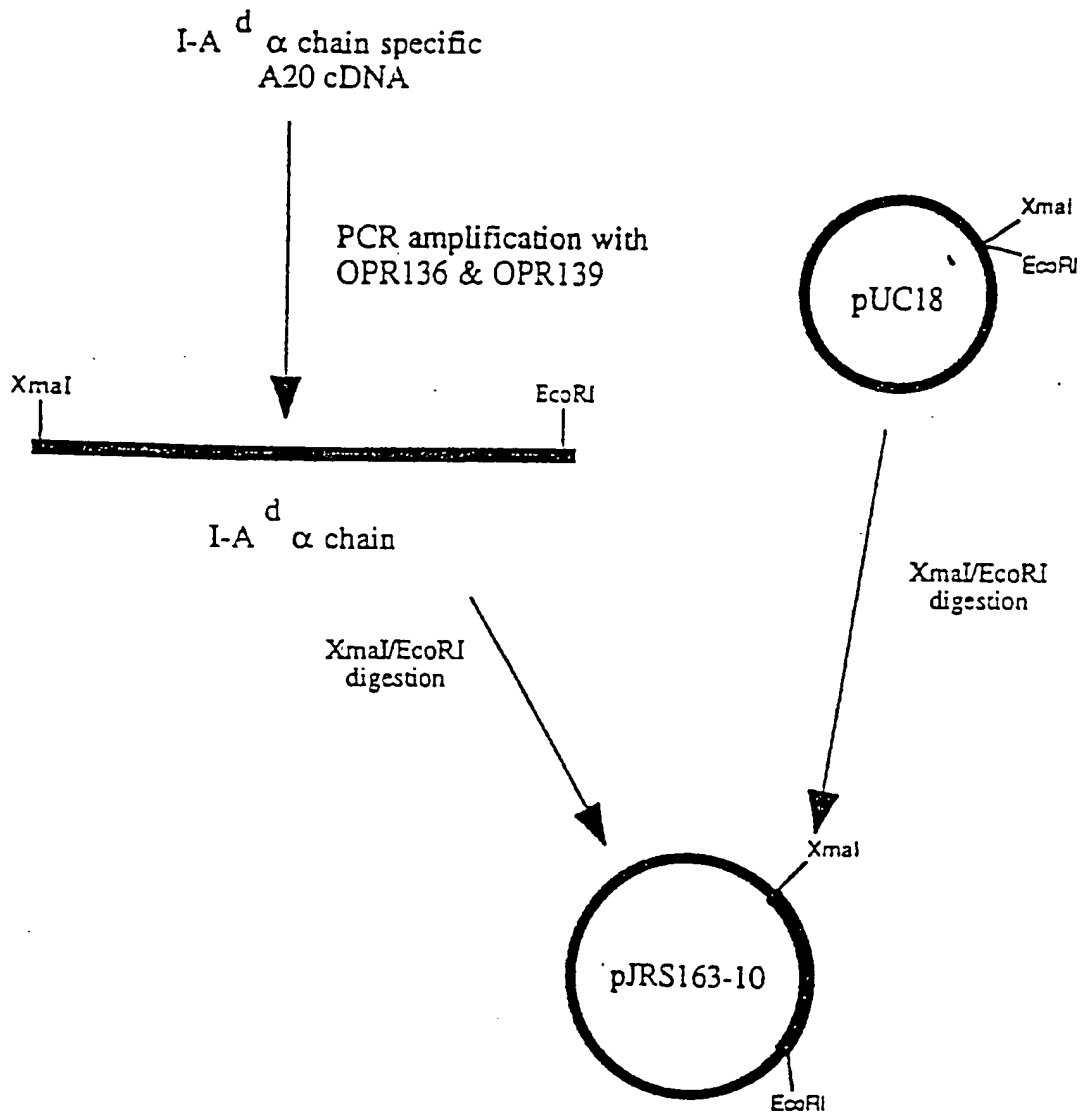 I-A d α chain specific
A20 cDNA
PCR amplification with
OPR136 & OPR139
XmaI
EcoRI
pUC18
XmaI
EcoRI
I-A d α chain
XmaI/EcoRI
digestion
XmaI/EcoRI
digestion
XmaI
pJRS163-10
EcoRI